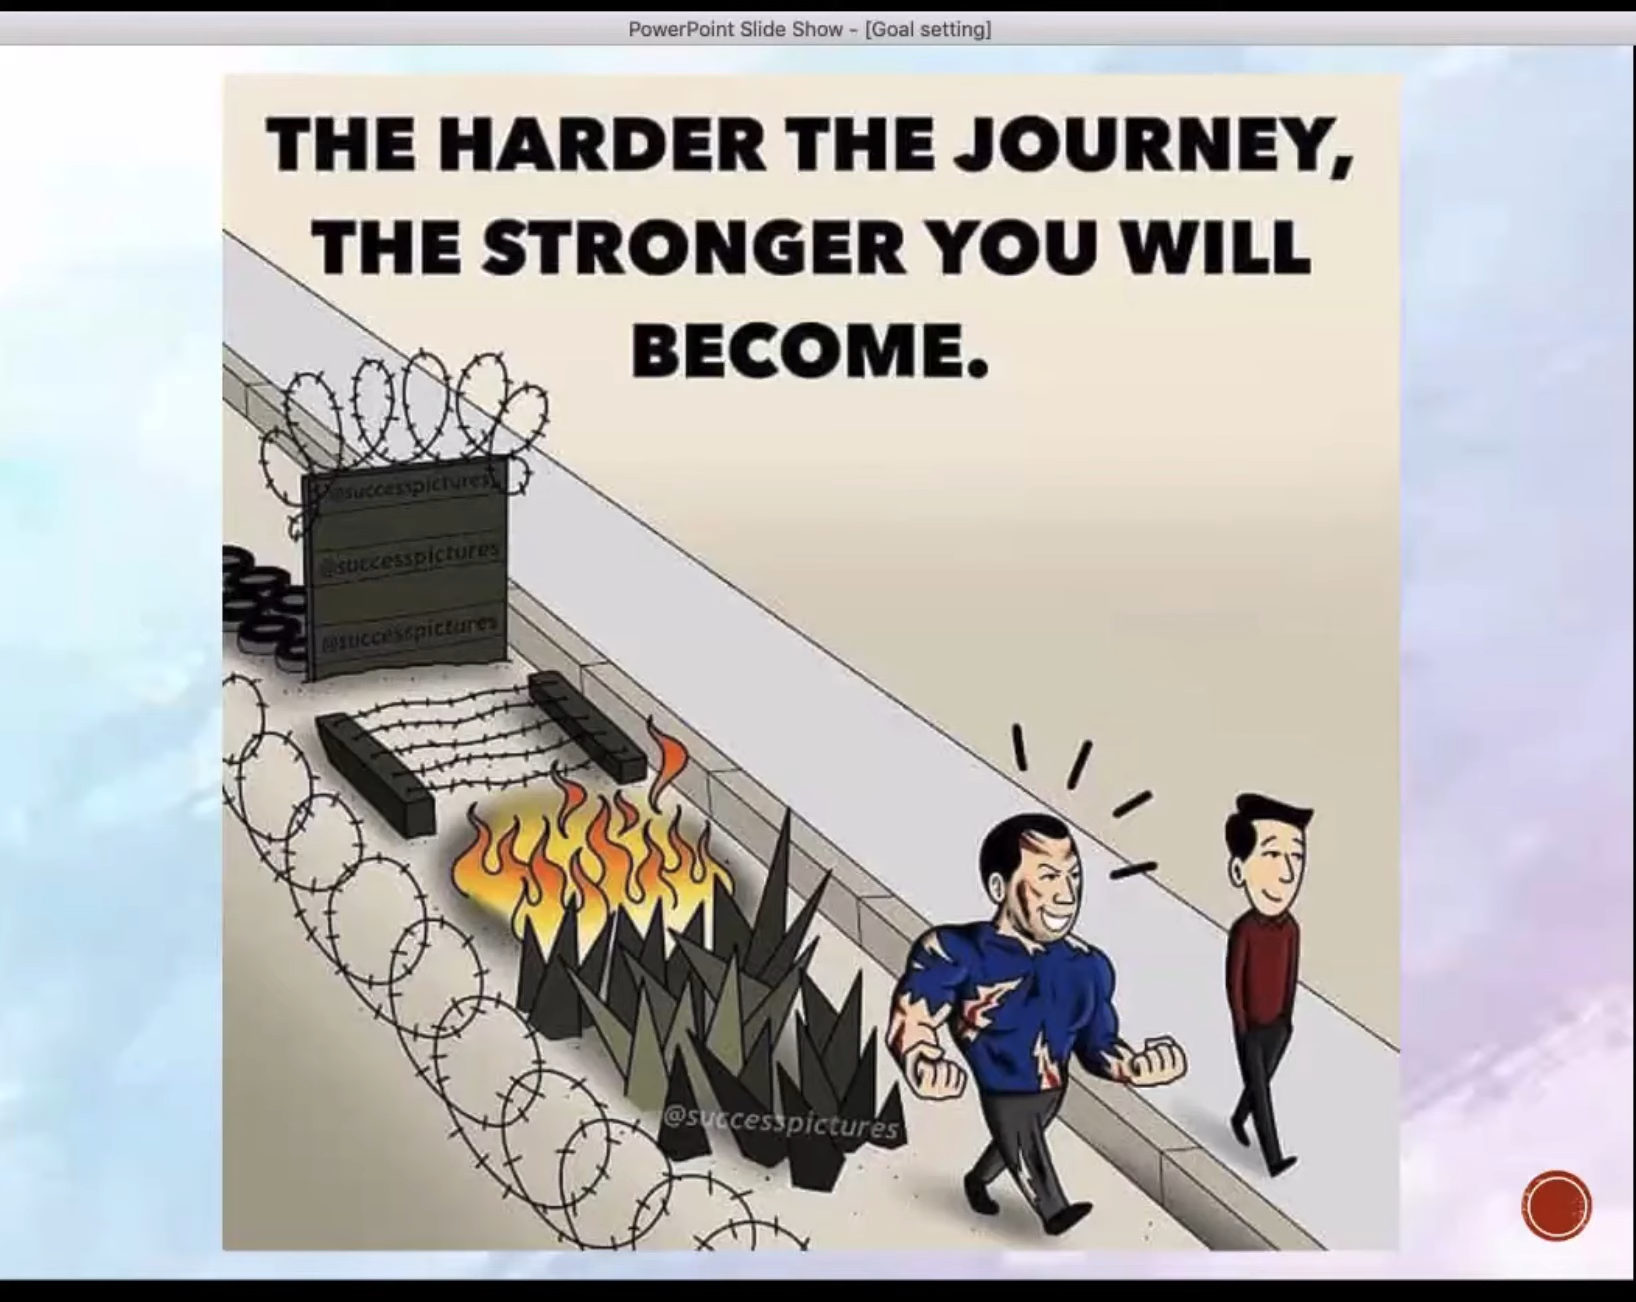 PowerPoint Slide Show - [Goal setting]
THE HARDER THE JOURNEY,
THE STRONGER YOU WILL
BECOME.
@successpictures
@successpictures
@successpictures
@successpictures